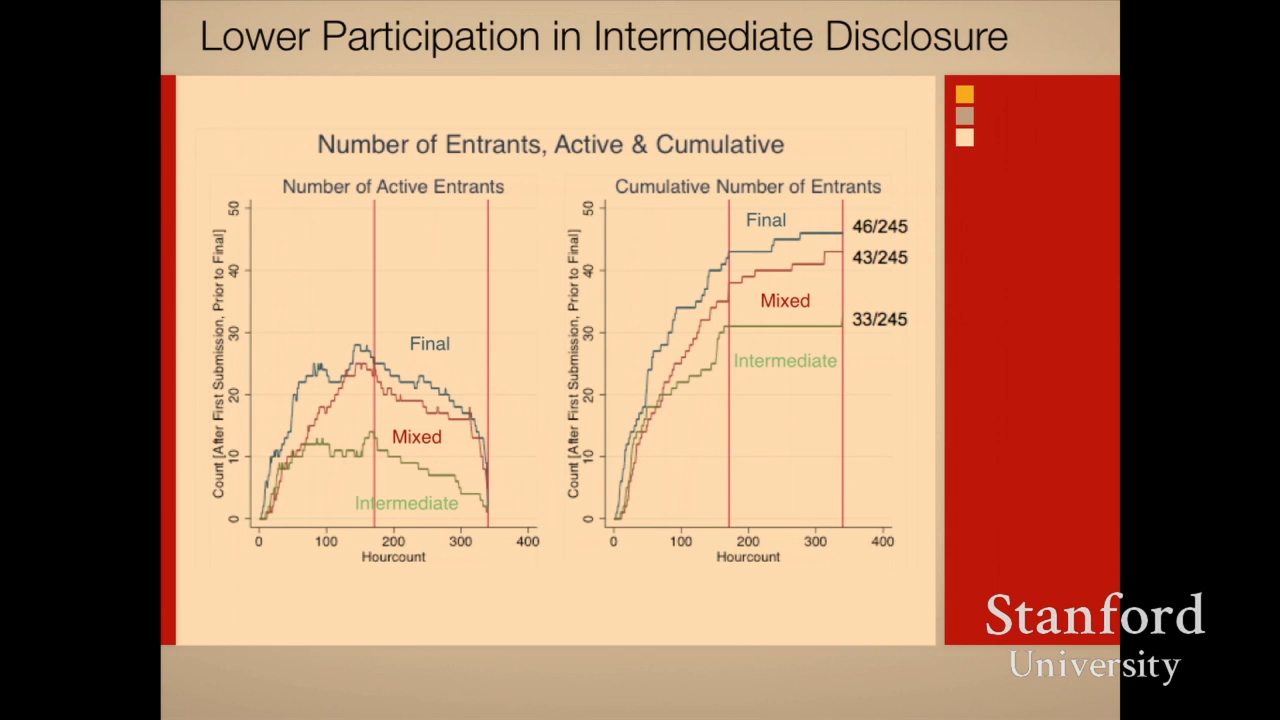 Lower Participation in Intermediate Disclosure
Number of Entrants, Active & Cumulative
Number of Active Entrants
Count [After First Submission, Prior to Final]
50
40
30
20
10
0
Final
Mixed
Intermediate
0 100 200 300 400
Hourcount
Cumulative Number of Entrants
Count [After First Submission, Prior to Final]
50
40
30
20
10
0
Final
Mixed
Intermediate
46/245
43/245
33/245
0 100 200 300 400
Hourcount
Stanford
University